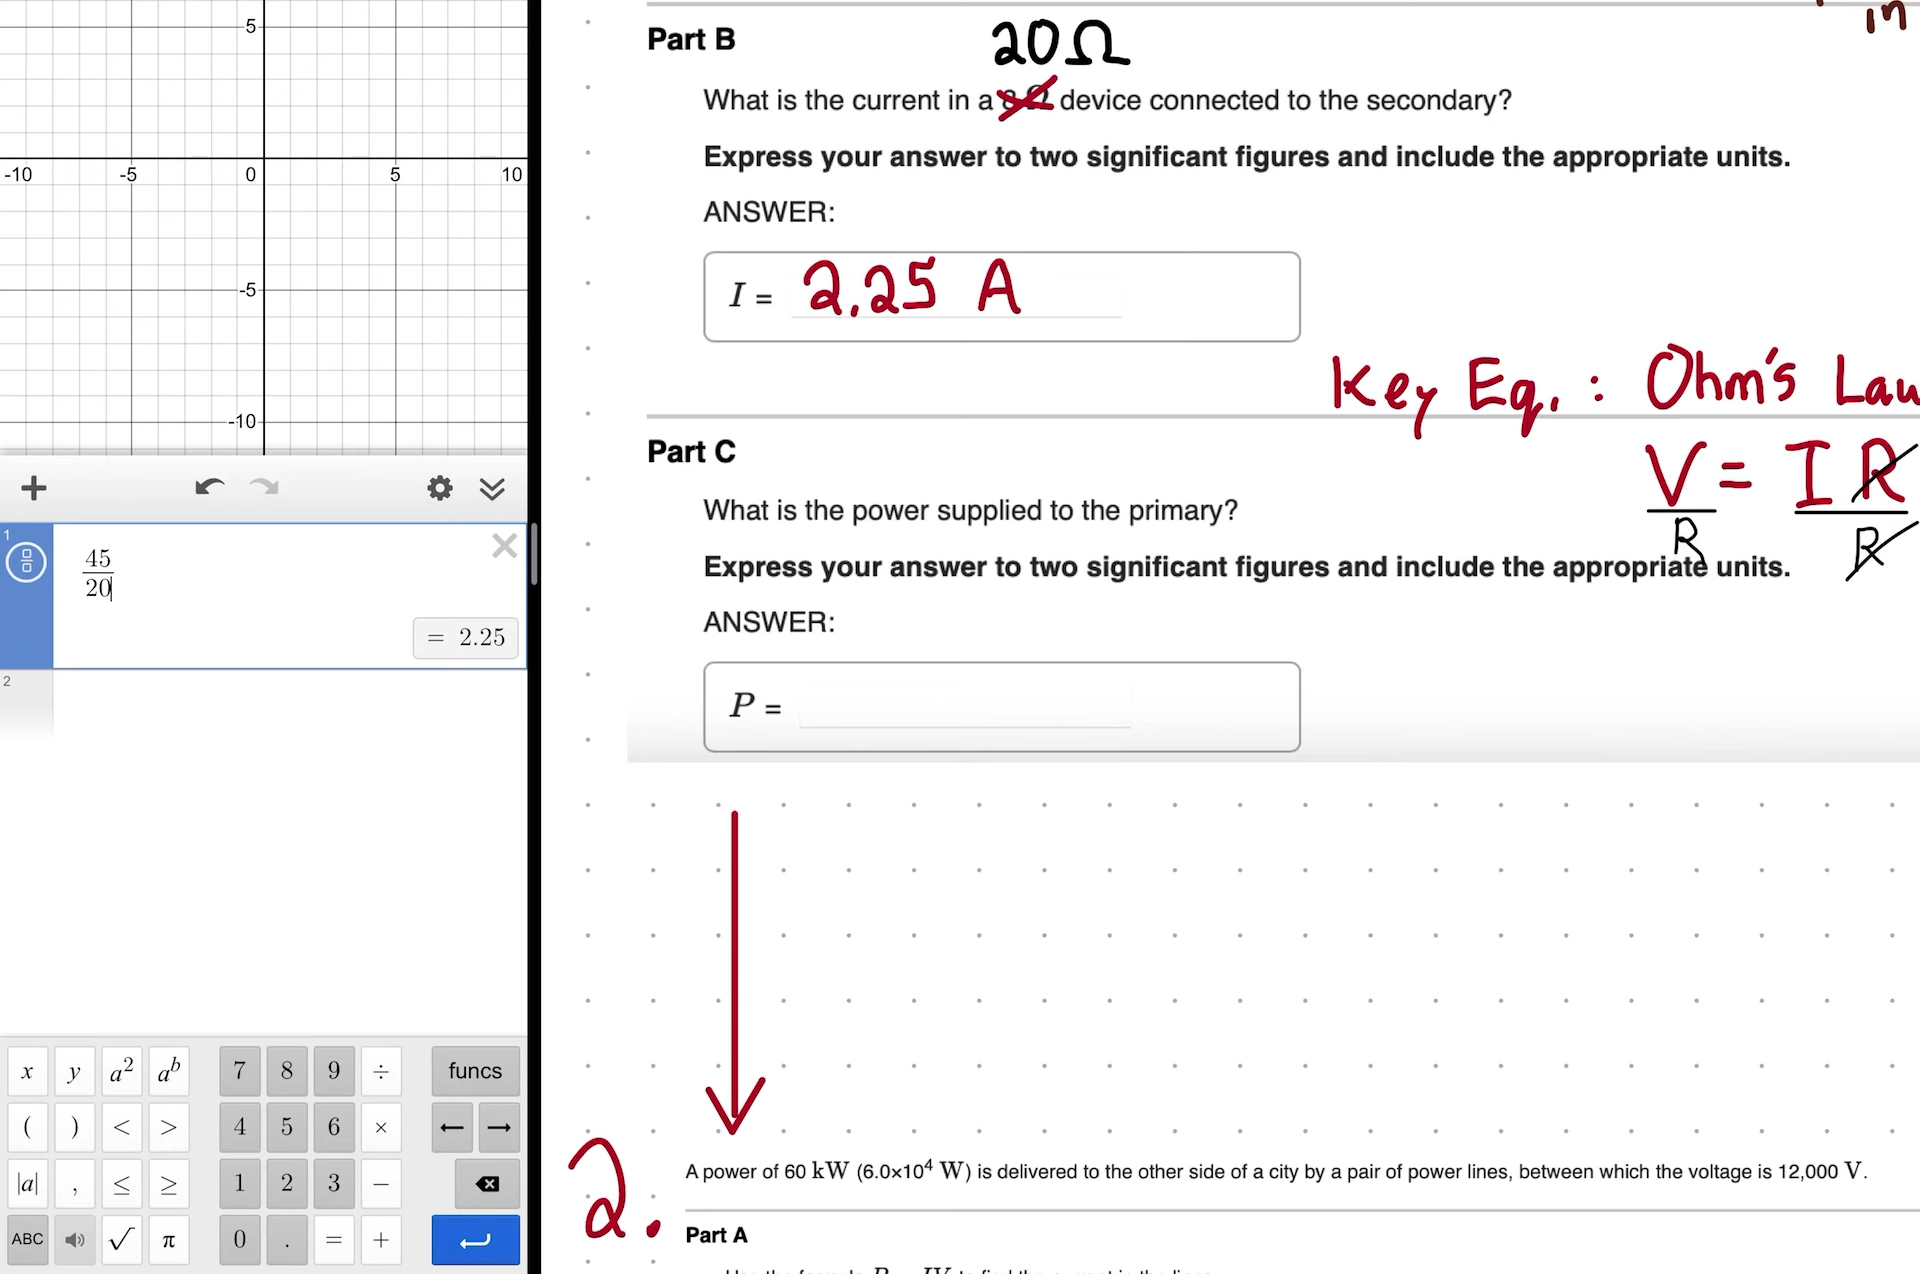 5
-10 -5 0 5 10
-5
-10
1
45
20
= 2.25
2
x y a² aᵇ 7 8 9 ÷ funcs
( ) < > 4 5 6 × ← →
|a| , ≤ ≥ 1 2 3 −
ABC √ π 0 . = +
in
Part B
20Ω
What is the current in a 8 Ω device connected to the secondary?
Express your answer to two significant figures and include the appropriate units.
ANSWER:
I = 2.25 A
Key Eq. : Ohm's Law
V = I R
R R
Part C
What is the power supplied to the primary?
Express your answer to two significant figures and include the appropriate units.
ANSWER:
P =
2.
A power of 60 kW (6.0×10⁴ W) is delivered to the other side of a city by a pair of power lines, between which the voltage is 12,000 V.
Part A